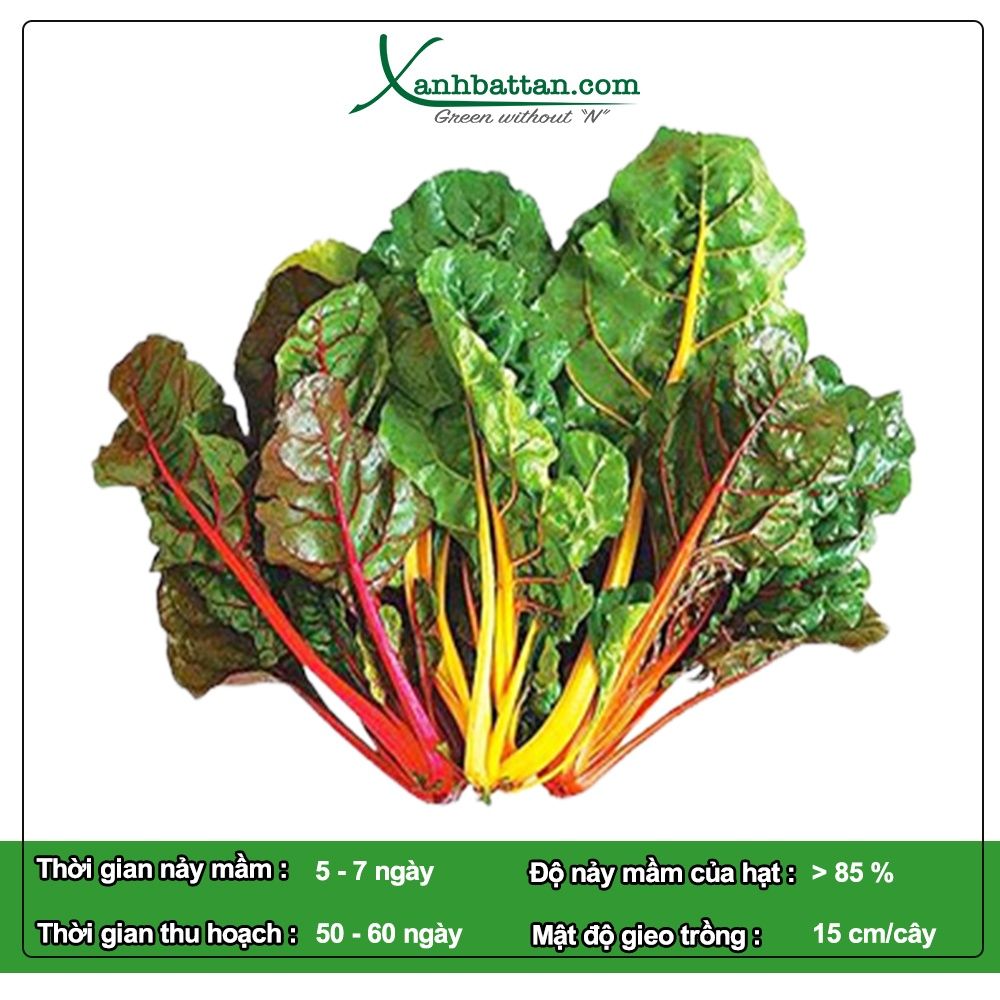 Xanhbattan.com
Green without "N"
Thời gian nảy mầm : 5 - 7 ngày
Độ nảy mầm của hạt : > 85 %
Thời gian thu hoạch : 50 - 60 ngày
Mật độ gieo trồng : 15 cm/cây